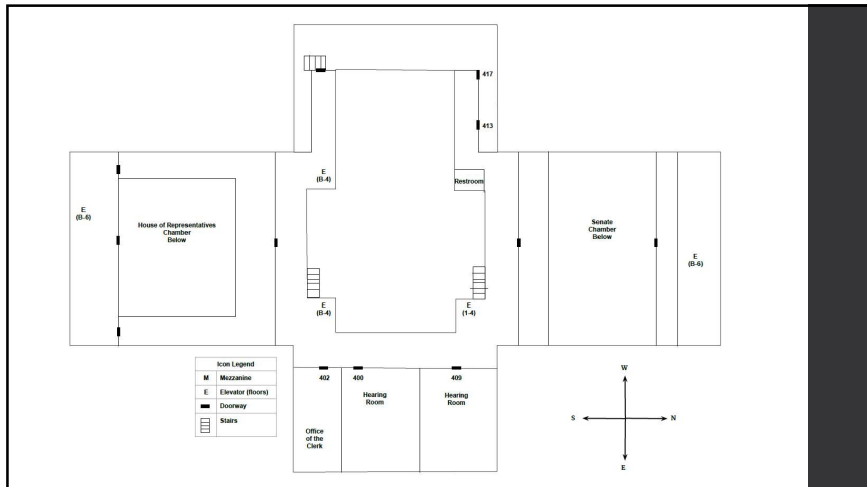 417
413
E
(B-4)
Restroom
E
(B-6)
House of Representatives
Chamber
Below
Senate
Chamber
Below
E
(B-6)
E
(B-4)
E
(1-4)
402
400
409
Hearing
Room
Hearing
Room
Office
of the
Clerk
Icon Legend
M Mezzanine
E Elevator (floors)
Doorway
Stairs
W
S
N
E